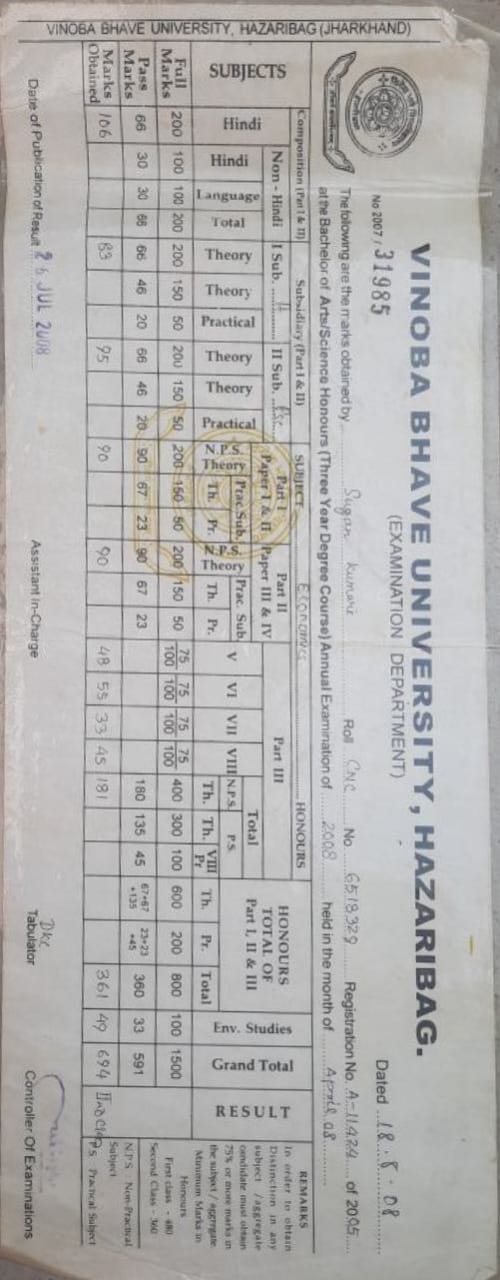 VINOBA BHAVE UNIVERSITY, HAZARIBAG (JHARKHAND)
VINOBA BHAVE UNIVERSITY, HAZARIBAG.
(EXAMINATION DEPARTMENT)
No 2007 / 31985
Dated 18.8.08
The following are the marks obtained by Sugan Kumari Roll CNC No 6518329 Registration No. A-11424 of 2005
at the Bachelor of Arts/Science Honours (Three Year Degree Course) Annual Examination of 2008 held in the month of April 08
SUBJECTS
Composition (Part I & II)
Hindi
Non - Hindi
Hindi
Language
Total
Subsidiary (Part I & II)
I Sub. H
Theory
Theory
Practical
II Sub. Psc
Theory
Theory
Practical
SUBJECT Economics HONOURS
Part I
Paper I & II
N.P.S. Theory
Prac. Sub.
Th. Pr.
Part II
Paper III & IV
N.P.S. Theory
Prac. Sub.
Th. Pr.
Part III
V VI VII VIII
Total
N.P.S. P.S.
Th. Th. VIII Pr
HONOURS TOTAL OF Part I, II & III
Th. Pr. Total
Env. Studies
Grand Total
RESULT
REMARKS
Full Marks 200 100 100 200 200 150 50 200 150 50 200 150 50 200 150 50 75/100 75/100 75/100 75/100 400 300 100 600 200 800 100 1500
Pass Marks 66 30 30 66 66 46 20 66 46 20 90 67 23 90 67 23 180 135 45 67+67+135 23+23+45 360 33 591
Marks Obtained 106 83 95 90 90 48 55 33 45 181 361 49 694 IInd Class
In order to obtain
Distinction in any
subject / aggregate
candidate must obtain
75% or more marks in
the subject / aggregate
Minimum Marks in
Honours
First class - 480
Second Class - 360
N.P.S. Non-Practical
Subject
P.S. Practical Subject
Date of Publication of Result 26 JUL 2008
Assistant In-Charge
Tabulator
Controller Of Examinations